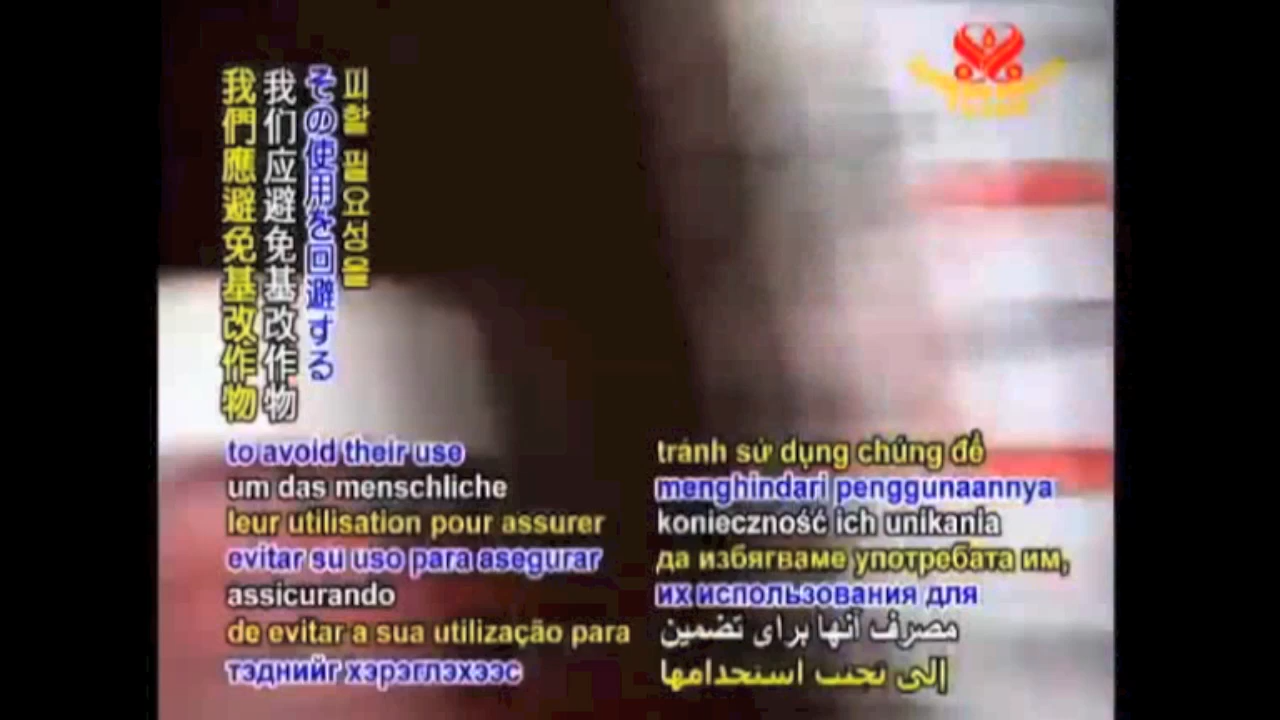 我們應避免基改作物
我们应避免基改作物
その使用を回避する
피할 필요성을
to avoid their use
um das menschliche
leur utilisation pour assurer
evitar su uso para asegurar
assicurando
de evitar a sua utilização para
тэднийг хэрэглэхээс
tránh sử dụng chúng để
menghindari penggunaannya
konieczność ich unikania
да избягваме употребата им,
их использования для
مصرف آنها برای تضمین
إلى تجنب استخدامها